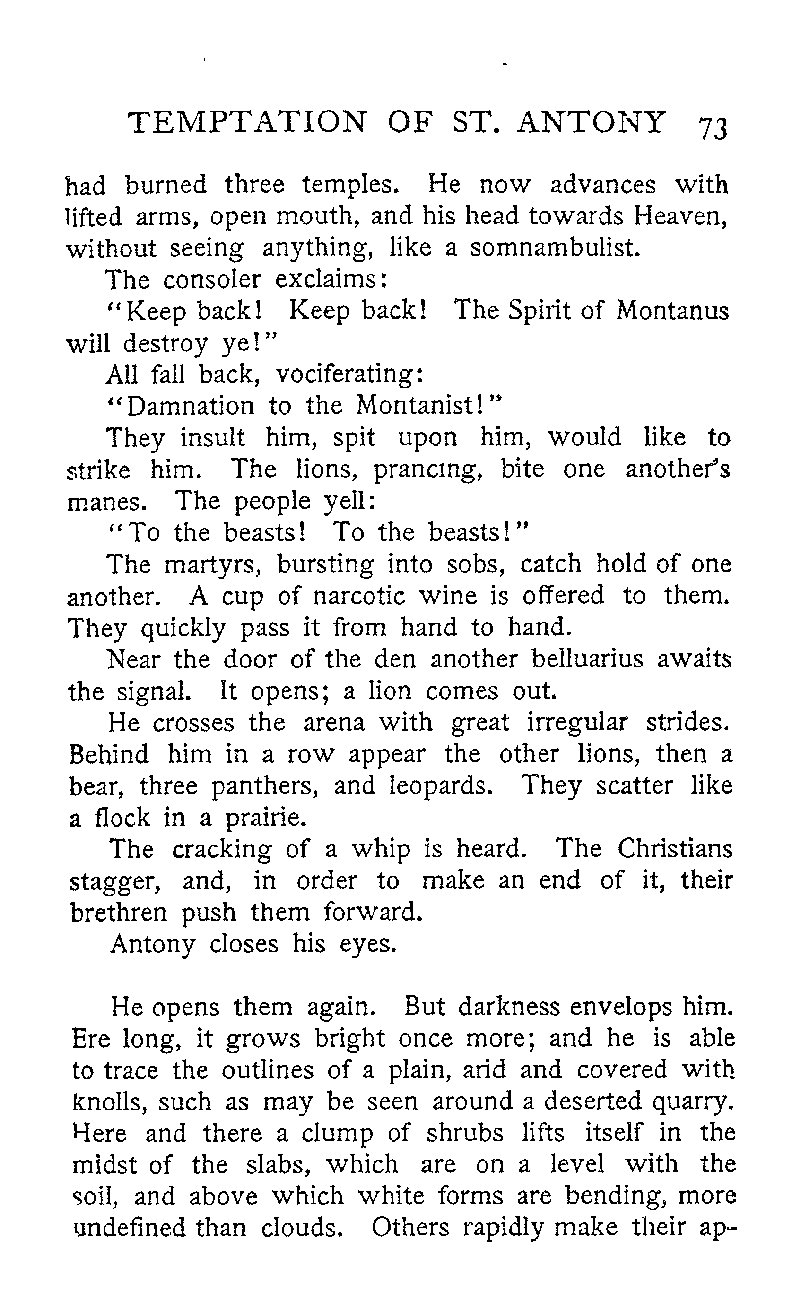 TEMPTATION OF ST. ANTONY 73
had burned three temples. He now advances with
lifted arms, open mouth, and his head towards Heaven,
without seeing anything, like a somnambulist.
The consoler exclaims:
"Keep back! Keep back! The Spirit of Montanus
will destroy ye!"
All fall back, vociferating:
"Damnation to the Montanist!"
They insult him, spit upon him, would like to
strike him. The lions, prancing, bite one another's
manes. The people yell:
"To the beasts! To the beasts!"
The martyrs, bursting into sobs, catch hold of one
another. A cup of narcotic wine is offered to them.
They quickly pass it from hand to hand.
Near the door of the den another belluarius awaits
the signal. It opens; a lion comes out.
He crosses the arena with great irregular strides.
Behind him in a row appear the other lions, then a
bear, three panthers, and leopards. They scatter like
a flock in a prairie.
The cracking of a whip is heard. The Christians
stagger, and, in order to make an end of it, their
brethren push them forward.
Antony closes his eyes.
He opens them again. But darkness envelops him.
Ere long, it grows bright once more; and he is able
to trace the outlines of a plain, arid and covered with
knolls, such as may be seen around a deserted quarry.
Here and there a clump of shrubs lifts itself in the
midst of the slabs, which are on a level with the
soil, and above which white forms are bending, more
undefined than clouds. Others rapidly make their ap-